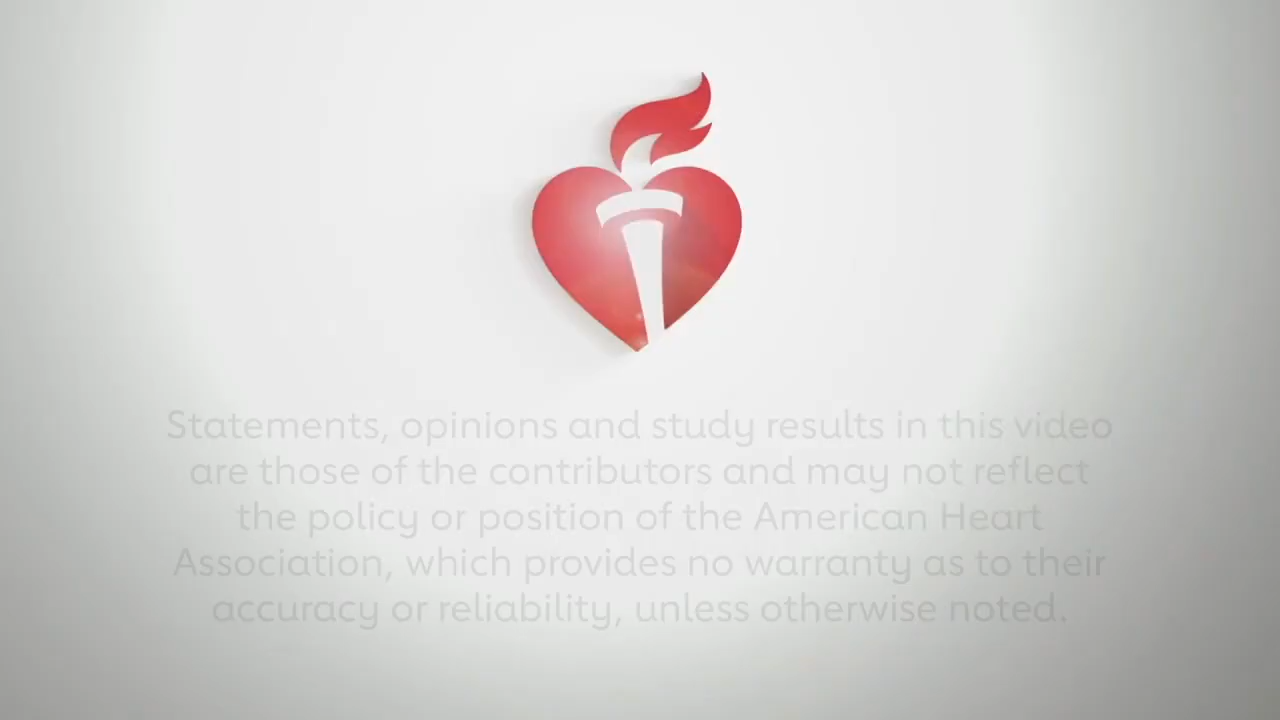 Statements, opinions and study results in this video
are those of the contributors and may not reflect
the policy or position of the American Heart
Association, which provides no warranty as to their
accuracy or reliability, unless otherwise noted.